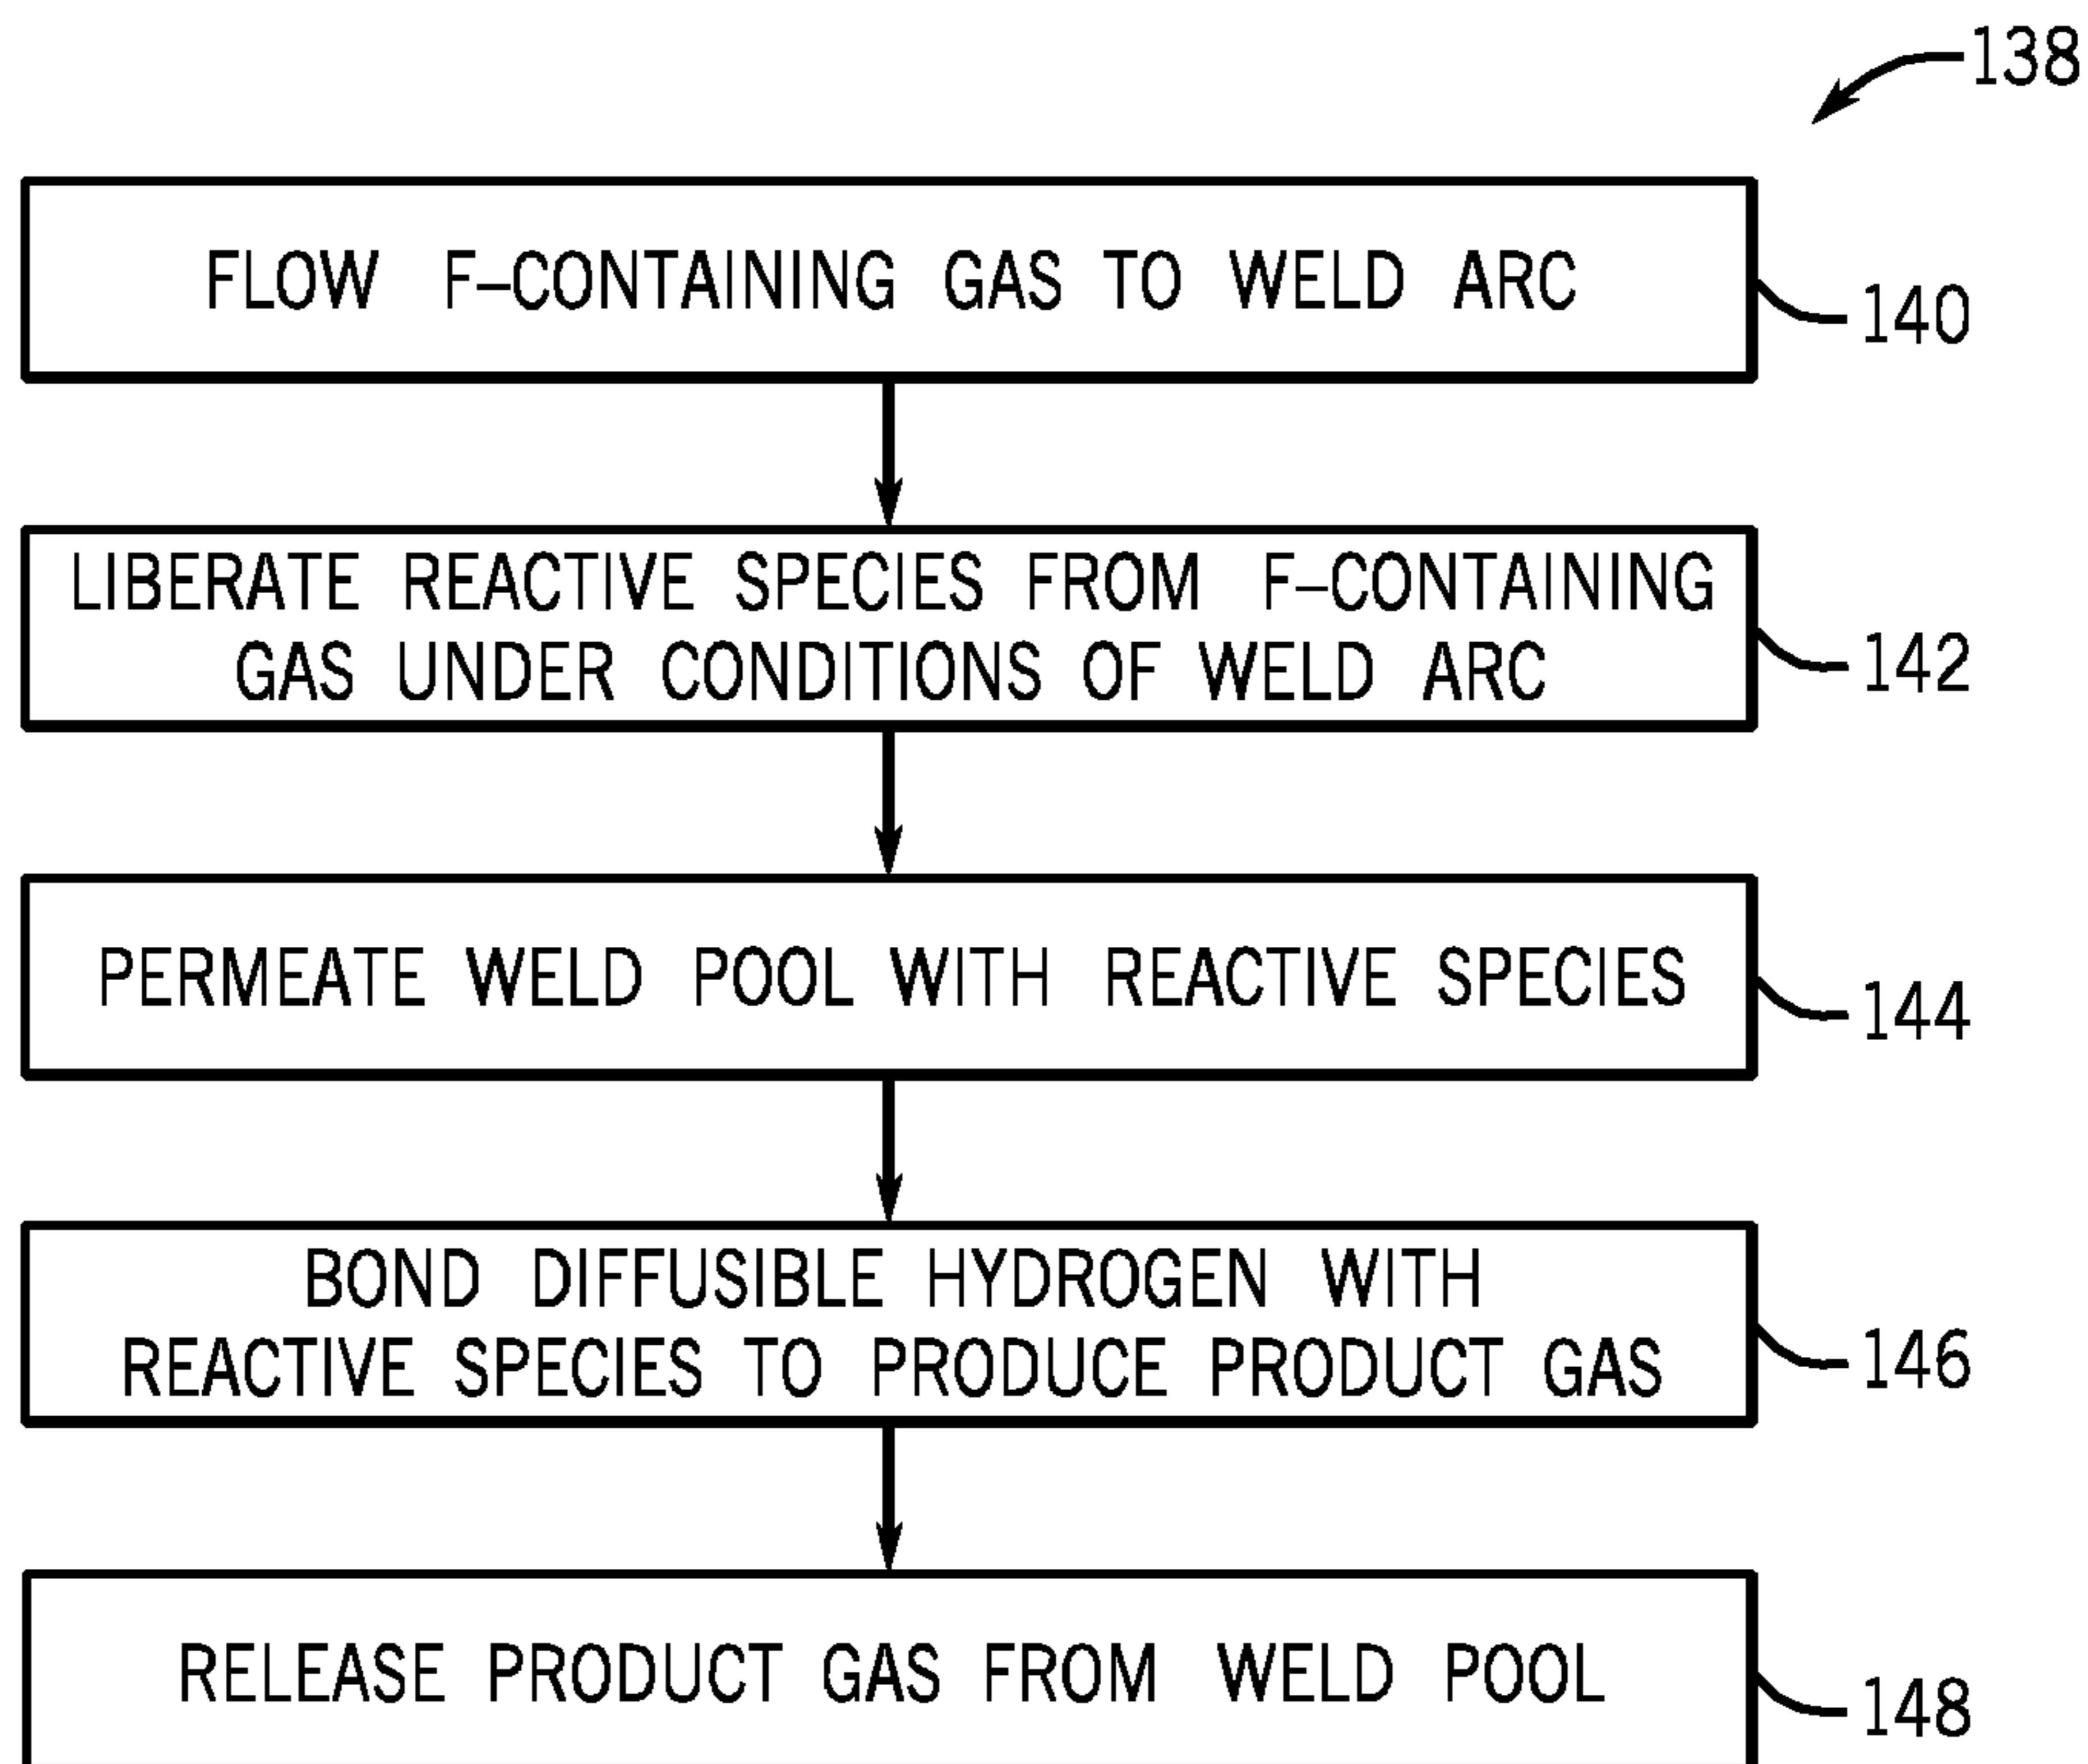 138
FLOW F-CONTAINING GAS TO WELD ARC
140
LIBERATE REACTIVE SPECIES FROM F-CONTAINING
GAS UNDER CONDITIONS OF WELD ARC
142
PERMEATE WELD POOL WITH REACTIVE SPECIES
144
BOND DIFFUSIBLE HYDROGEN WITH
REACTIVE SPECIES TO PRODUCE PRODUCT GAS
146
RELEASE PRODUCT GAS FROM WELD POOL
148